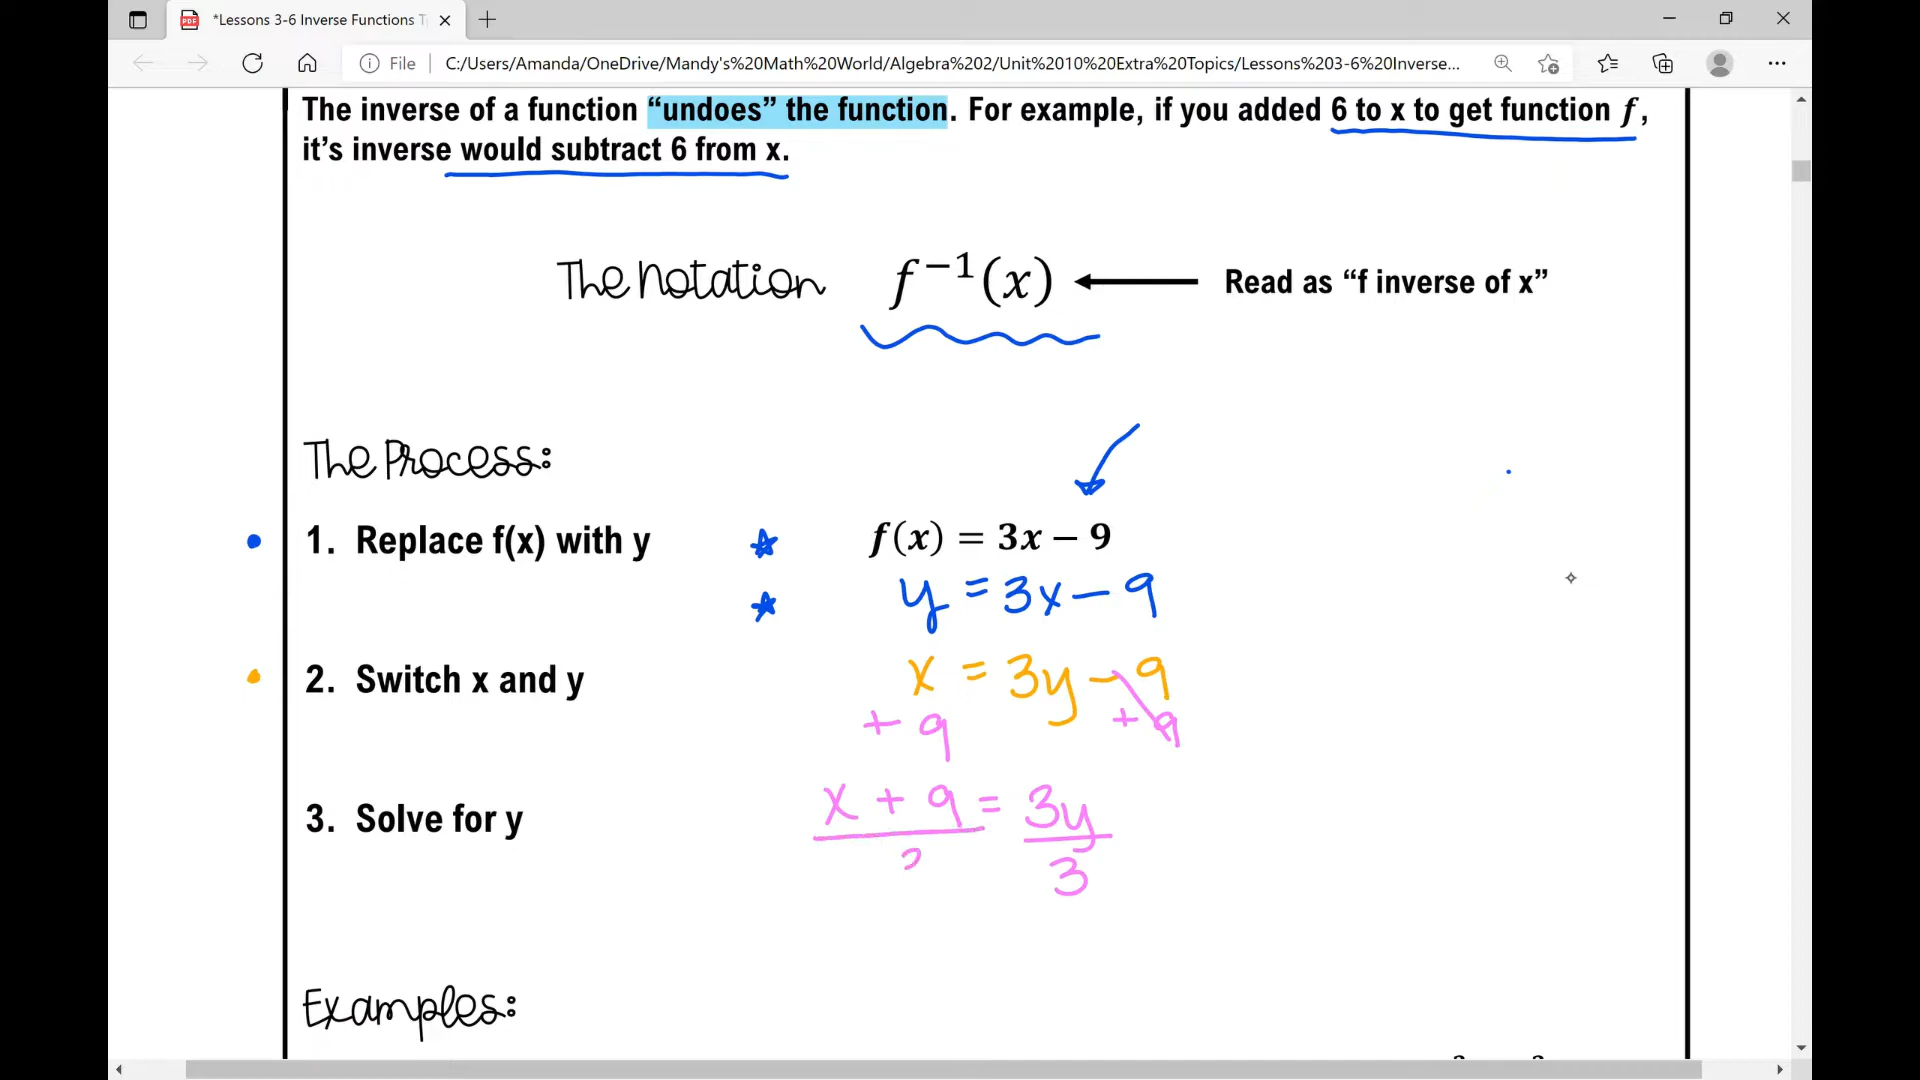 *Lessons 3-6 Inverse Functions T
File C:/Users/Amanda/OneDrive/Mandy's%20Math%20World/Algebra%202/Unit%2010%20Extra%20Topics/Lessons%203-6%20Inverse...
The inverse of a function “undoes” the function. For example, if you added 6 to x to get function f,
it’s inverse would subtract 6 from x.
The Notation f⁻¹(x) ← Read as “f inverse of x”
The Process:
1. Replace f(x) with y f(x) = 3x − 9
y = 3x − 9
2. Switch x and y x = 3y − 9
+ 9 + 9
3. Solve for y x + 9 = 3y
3
Examples: